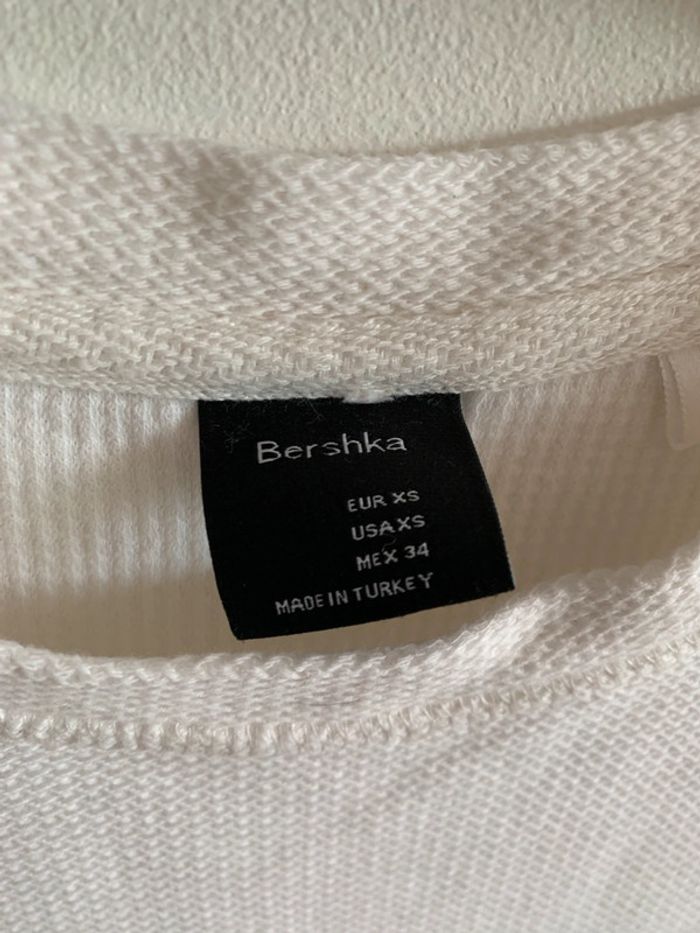 Bershka
EUR XS
USA XS
MEX 34
MADE IN TURKEY